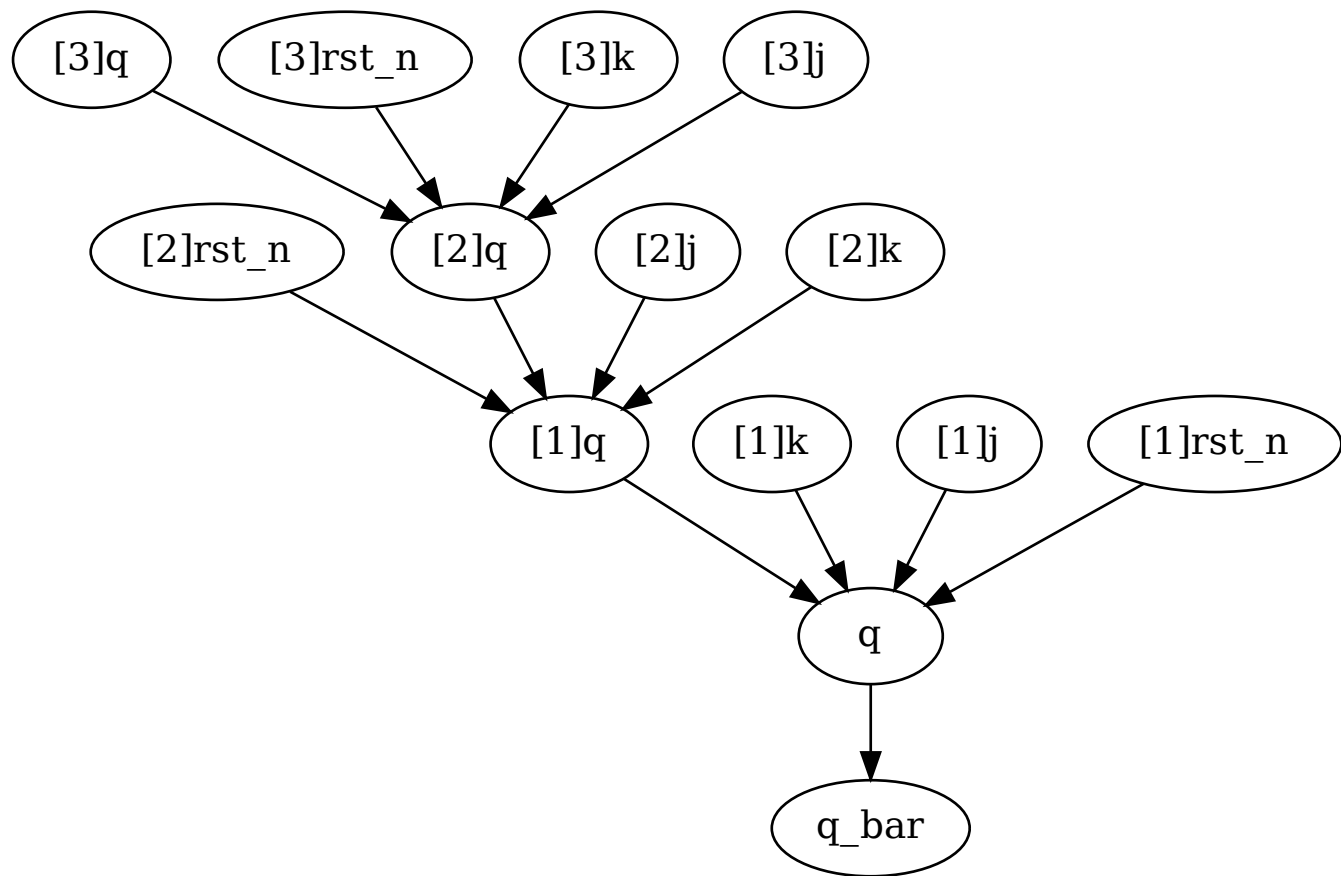 [3]q
[3]rst_n
[3]k
[3]j
[2]rst_n
[2]q
[2]j
[2]k
[1]q
[1]k
[1]j
[1]rst_n
q
q_bar